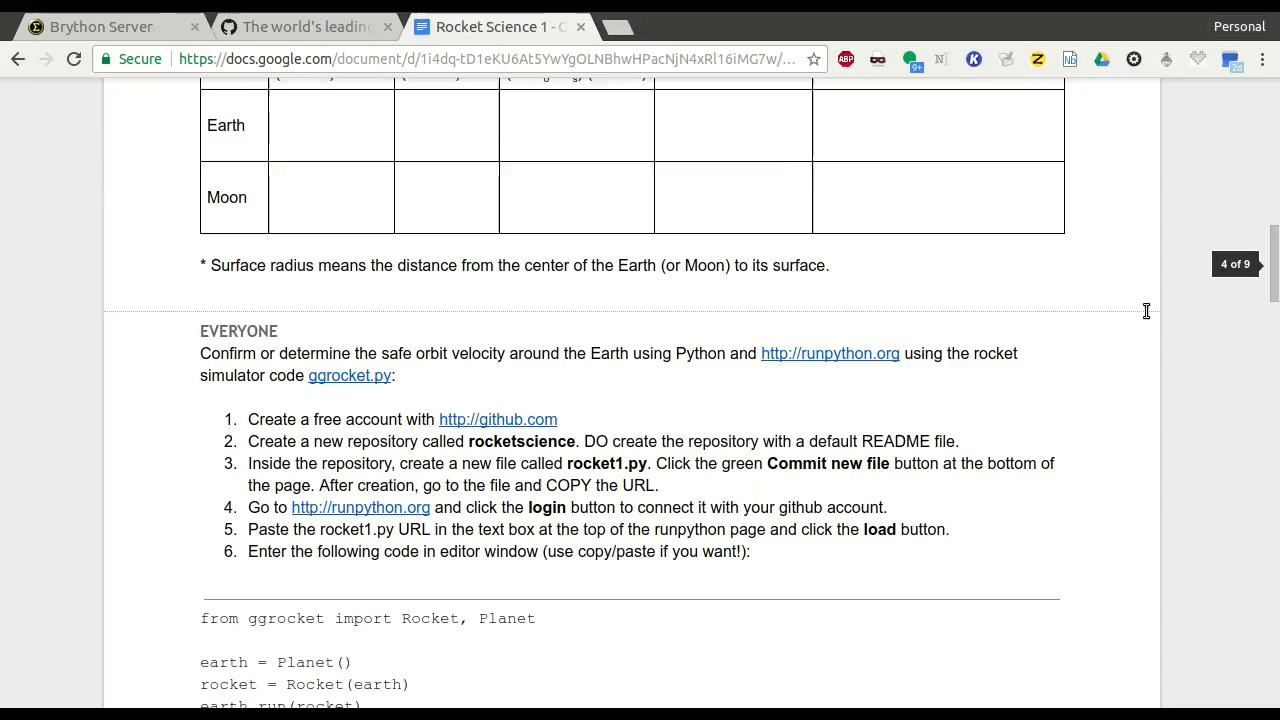 Brython Server
The world's leading
Rocket Science 1 -
Personal
Secure
https://docs.google.com/document/d/1i4dq-tD1eKU6At5YwYgOLNBhwHPacNjN4xRl16iMG7w/...
ABP
9+
N
K
Z
Nb
2d
Earth
Moon
* Surface radius means the distance from the center of the Earth (or Moon) to its surface.
4 of 9
EVERYONE
Confirm or determine the safe orbit velocity around the Earth using Python and http://runpython.org using the rocket
simulator code ggrocket.py:
1. Create a free account with http://github.com
2. Create a new repository called rocketscience. DO create the repository with a default README file.
3. Inside the repository, create a new file called rocket1.py. Click the green Commit new file button at the bottom of
the page. After creation, go to the file and COPY the URL.
4. Go to http://runpython.org and click the login button to connect it with your github account.
5. Paste the rocket1.py URL in the text box at the top of the runpython page and click the load button.
6. Enter the following code in editor window (use copy/paste if you want!):
from ggrocket import Rocket, Planet
earth = Planet()
rocket = Rocket(earth)
earth.run(rocket)